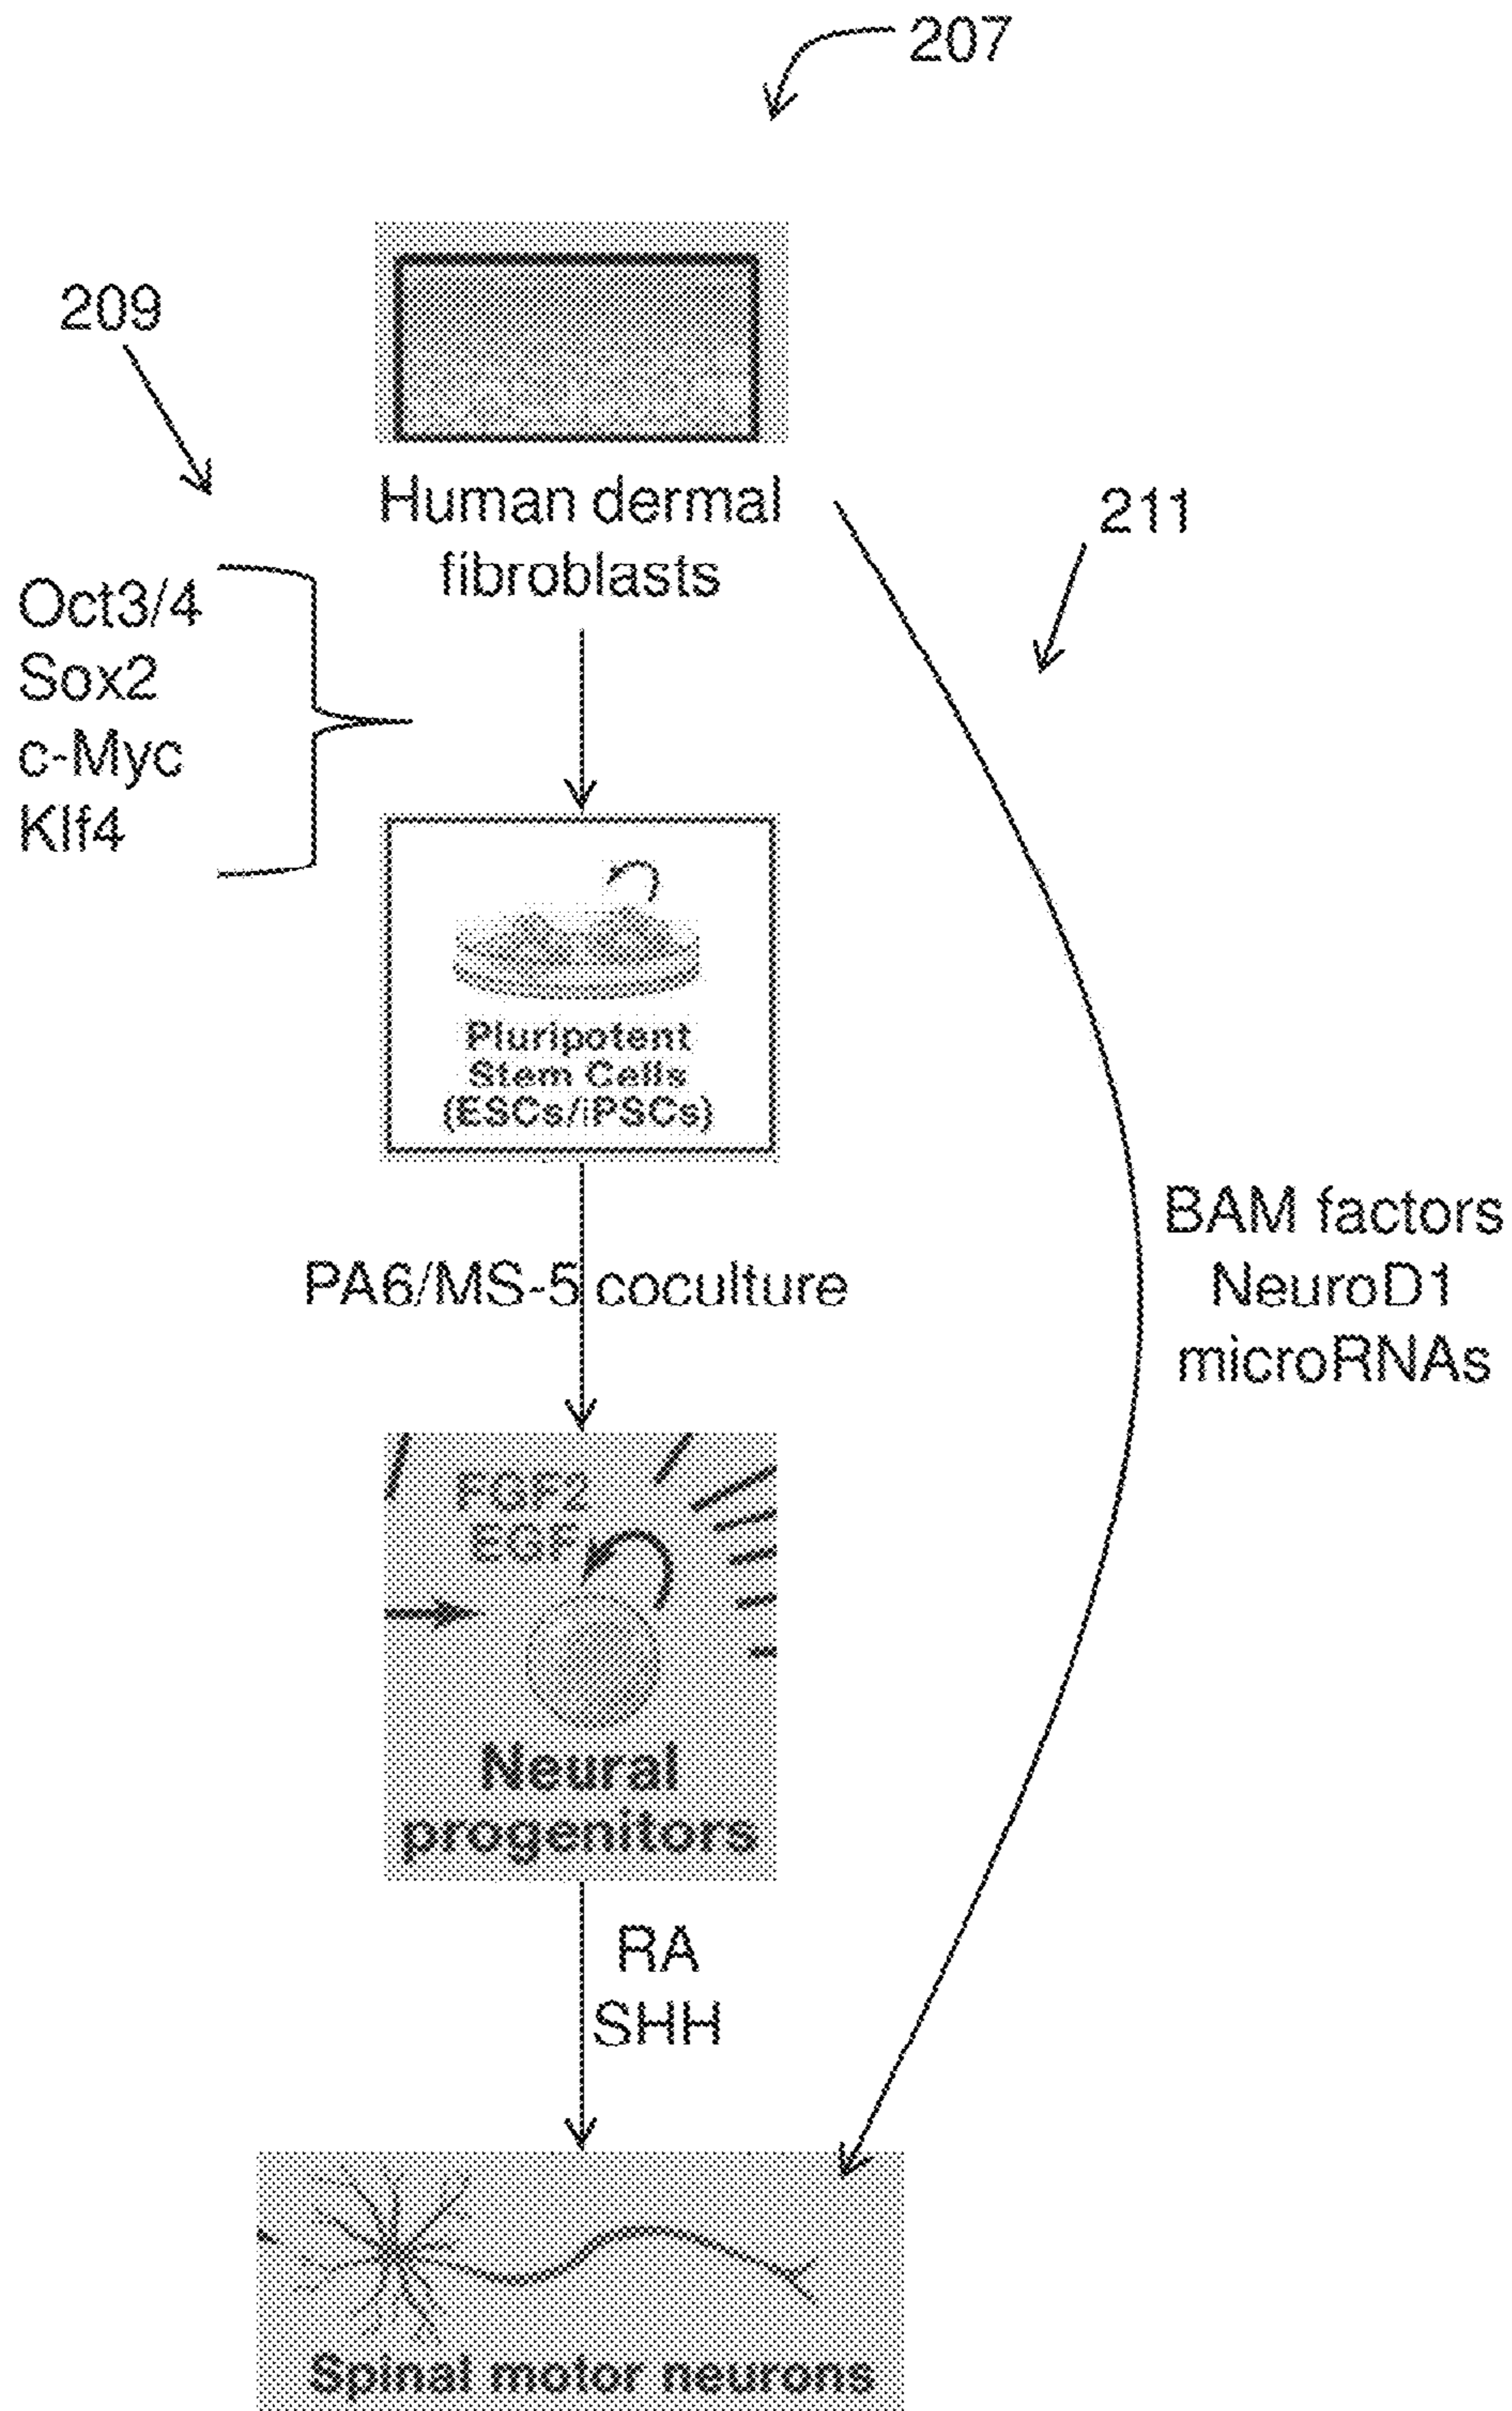 207
209
Human dermal
fibroblasts
211
Oct3/4
Sox2
c-Myc
Klf4
Pluripotent
Stem Cells
(ESCs/iPSCs)
PA6/MS-5 coculture
BAM factors
NeuroD1
microRNAs
FGF2
EGF
Neural
progenitors
RA
SHH
Spinal motor neurons